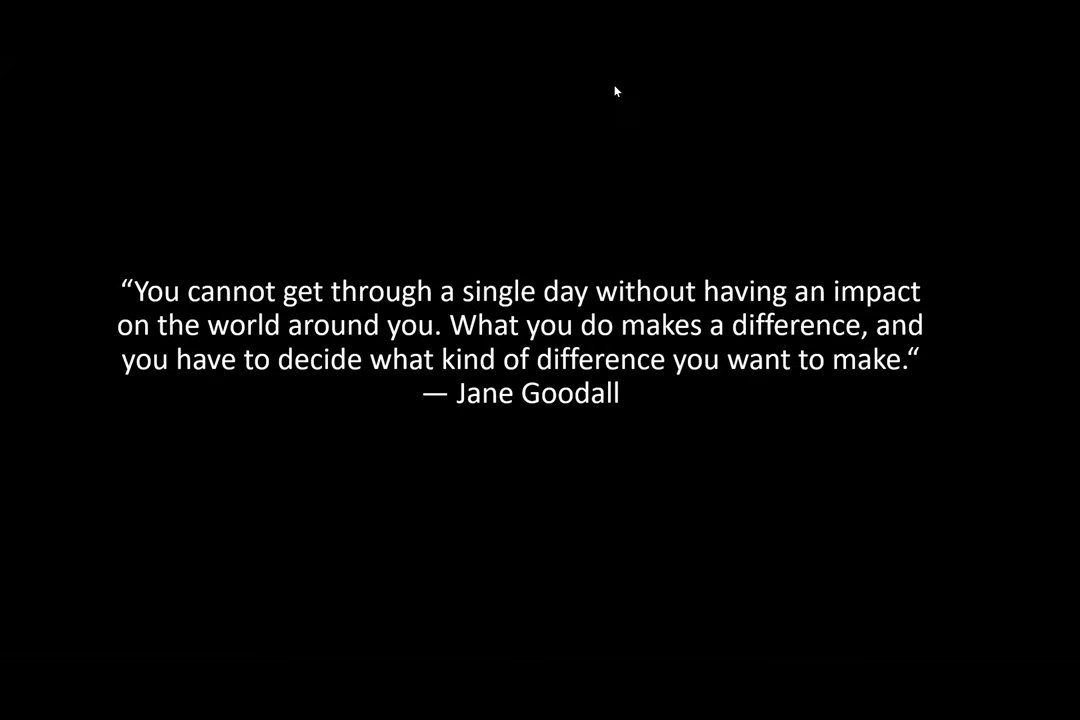 “You cannot get through a single day without having an impact
on the world around you. What you do makes a difference, and
you have to decide what kind of difference you want to make.“
— Jane Goodall